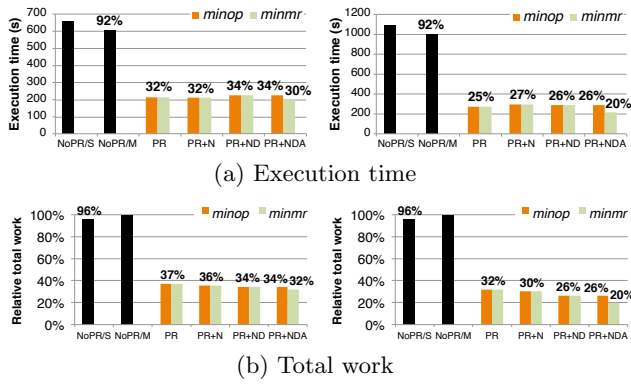 700
600
500
400
300
200
100
0
Execution time (s)
minop minmr
92%
32% 32% 34% 34% 30%
NoPR/S NoPR/M PR PR+N PR+ND PR+NDA
1200
1000
800
600
400
200
0
Execution time (s)
minop minmr
92%
25% 27% 26% 26% 20%
NoPR/S NoPR/M PR PR+N PR+ND PR+NDA
(a) Execution time
100%
80%
60%
40%
20%
0%
Relative total work
minop minmr
96%
37% 36% 34% 34% 32%
NoPR/S NoPR/M PR PR+N PR+ND PR+NDA
100%
80%
60%
40%
20%
0%
Relative total work
minop minmr
96%
32% 30% 26% 26% 20%
NoPR/S NoPR/M PR PR+N PR+ND PR+NDA
(b) Total work